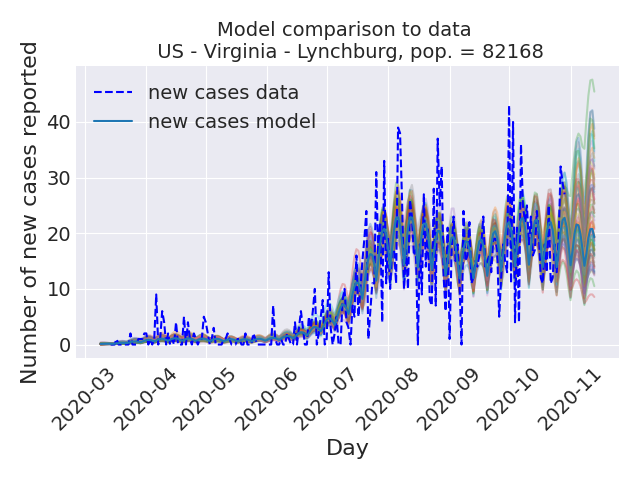 Model comparison to data
US - Virginia - Lynchburg, pop. = 82168
Number of new cases reported
40
30
20
10
0
new cases data
new cases model
2020-03
2020-04
2020-05
2020-06
2020-07
2020-08
2020-09
2020-10
2020-11
Day